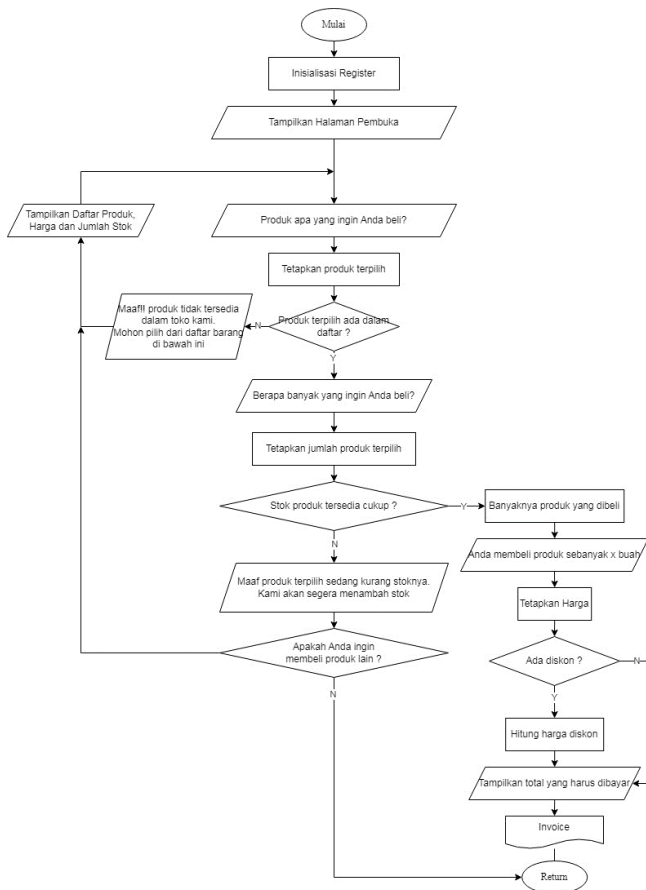 Mulai
Inisialisasi Register
Tampilkan Halaman Pembuka
Tampilkan Daftar Produk,
Harga dan Jumlah Stok
Produk apa yang ingin Anda beli?
Tetapkan produk terpilih
Maaf!! produk tidak tersedia
dalam toko kami.
Mohon pilih dari daftar barang
di bawah ini
N
Produk terpilih ada dalam
daftar ?
Y
Berapa banyak yang ingin Anda beli?
Tetapkan jumlah produk terpilih
Stok produk tersedia cukup ?
Y
Banyaknya produk yang dibeli
N
Anda membeli produk sebanyak x buah
Maaf produk terpilih sedang kurang stoknya.
Kami akan segera menambah stok
Tetapkan Harga
Apakah Anda ingin
membeli produk lain ?
Ada diskon ?
N
N
Y
Hitung harga diskon
Tampilkan total yang harus dibayar
Invoice
Return